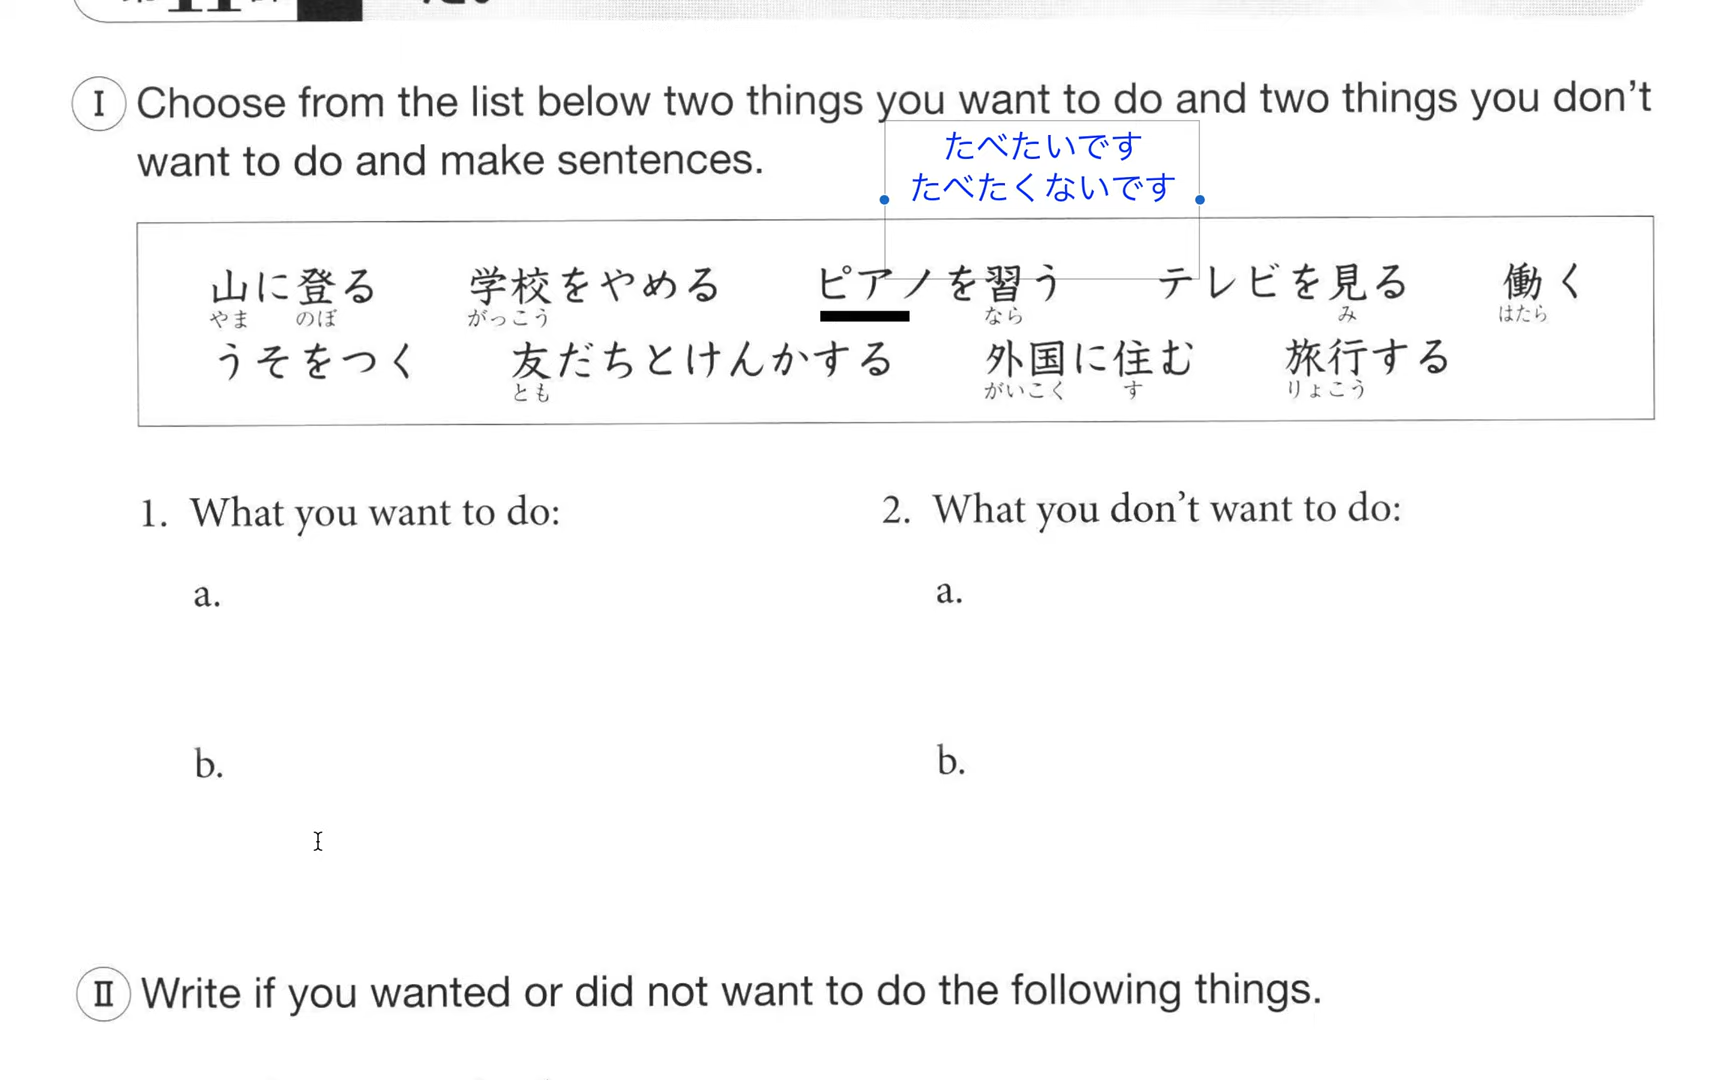 I Choose from the list below two things you want to do and two things you don't
want to do and make sentences.
たべたいです
たべたくないです
山に登る 学校をやめる ピアノを習う テレビを見る 働く
やま のぼ がっこう なら み はたら
うそをつく 友だちとけんかする 外国に住む 旅行する
とも がいこく す りょこう
1. What you want to do: 2. What you don't want to do:
a. a.
b. b.
II Write if you wanted or did not want to do the following things.